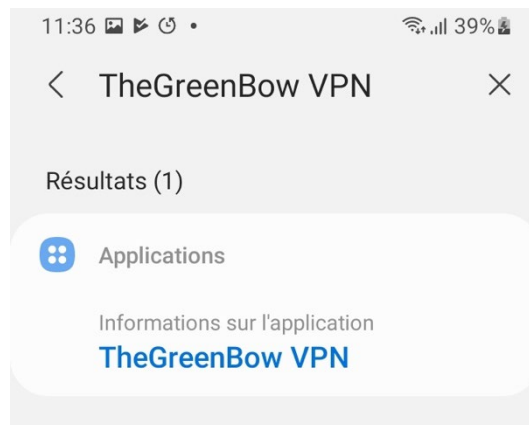 11:36 39%
TheGreenBow VPN
Résultats (1)
Applications
Informations sur l'application
TheGreenBow VPN